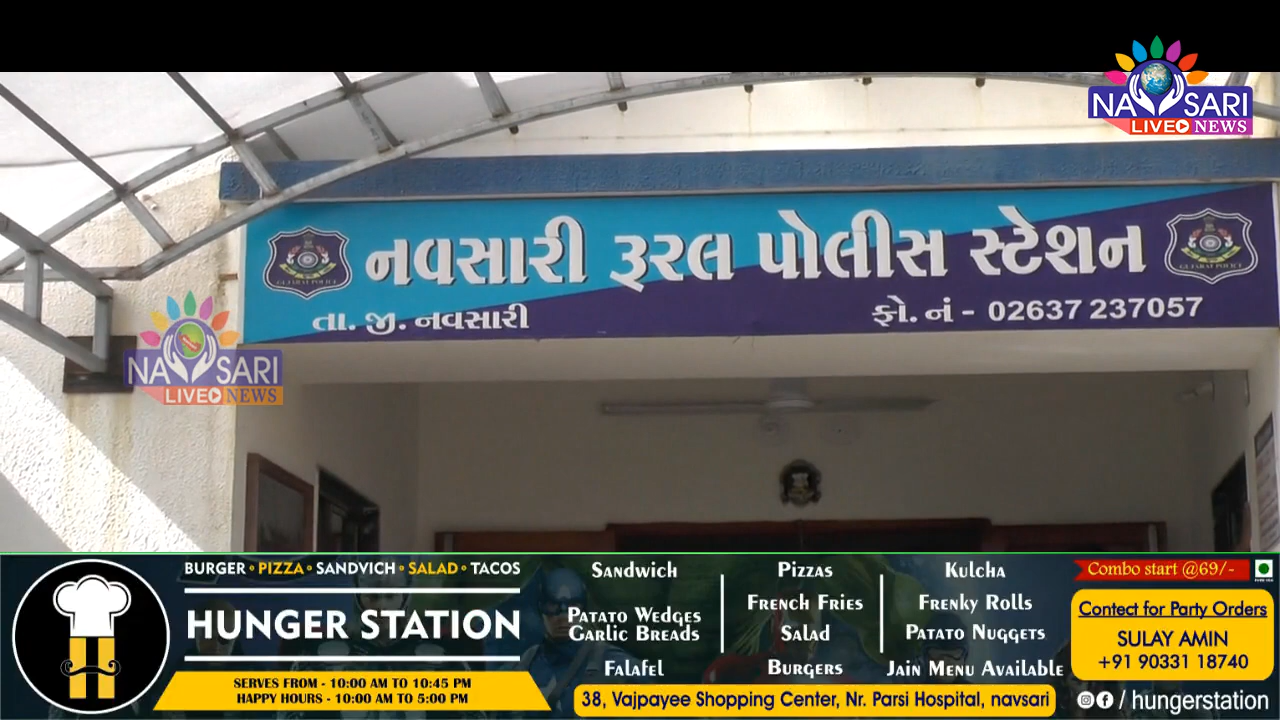 NAVSARI
LIVE NEWS
નવસારી રૂરલ પોલીસ સ્ટેશન
GUJARAT POLICE
GUJARAT POLICE
તા. જી. નવસારી
ફો. નં - 02637 237057
NAVSARI
LIVE NEWS
BURGER • PIZZA • SANDVICH • SALAD • TACOS
HUNGER STATION
SERVES FROM - 10:00 AM TO 10:45 PM
HAPPY HOURS - 10:00 AM TO 5:00 PM
Sandwich
Patato Wedges
Garlic Breads
Falafel
Pizzas
French Fries
Salad
Burgers
Kulcha
Frenky Rolls
Patato Nuggets
Jain Menu Available
38, Vajpayee Shopping Center, Nr. Parsi Hospital, navsari
Combo start @69/-
Contect for Party Orders
SULAY AMIN
+91 90331 18740
/ hungerstation